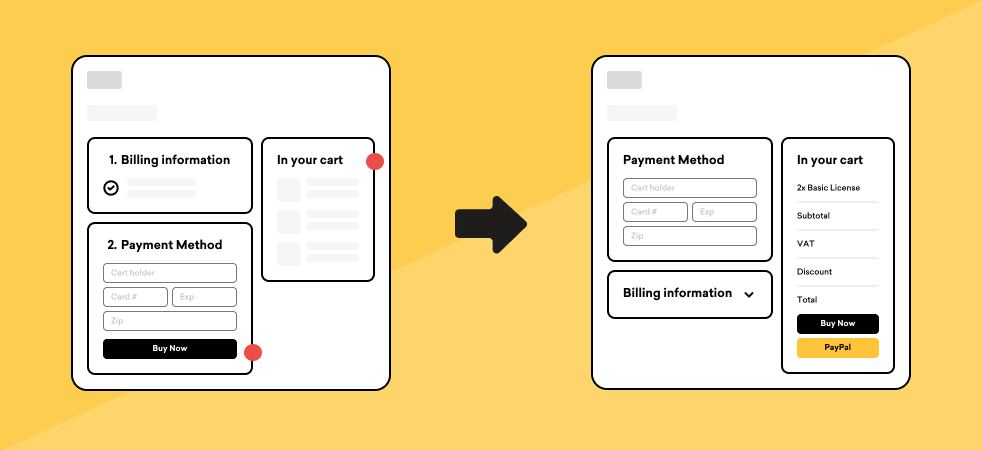 1. Billing information
2. Payment Method
Cart holder
Card # Exp
Zip
Buy Now
In your cart
Payment Method
Cart holder
Card # Exp
Zip
Billing information
In your cart
2x Basic License
Subtotal
VAT
Discount
Total
Buy Now
PayPal